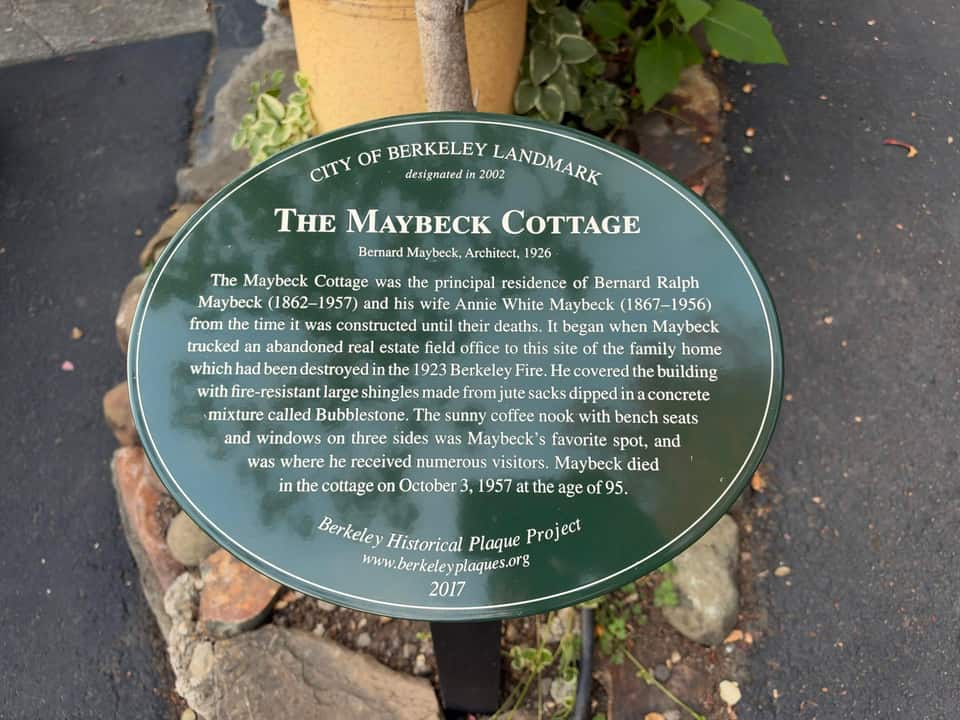 CITY OF BERKELEY LANDMARK
designated in 2002
THE MAYBECK COTTAGE
Bernard Maybeck, Architect, 1926
The Maybeck Cottage was the principal residence of Bernard Ralph
Maybeck (1862–1957) and his wife Annie White Maybeck (1867–1956)
from the time it was constructed until their deaths. It began when Maybeck
trucked an abandoned real estate field office to this site of the family home
which had been destroyed in the 1923 Berkeley Fire. He covered the building
with fire-resistant large shingles made from jute sacks dipped in a concrete
mixture called Bubblestone. The sunny coffee nook with bench seats
and windows on three sides was Maybeck's favorite spot, and
was where he received numerous visitors. Maybeck died
in the cottage on October 3, 1957 at the age of 95.
Berkeley Historical Plaque Project
www.berkeleyplaques.org
2017